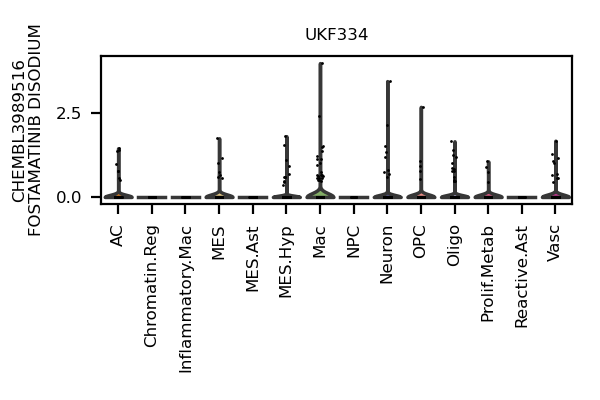 UKF334
CHEMBL3989516
FOSTAMATINIB DISODIUM
2.5
0.0
AC
Chromatin.Reg
Inflammatory.Mac
MES
MES.Ast
MES.Hyp
Mac
NPC
Neuron
OPC
Oligo
Prolif.Metab
Reactive.Ast
Vasc